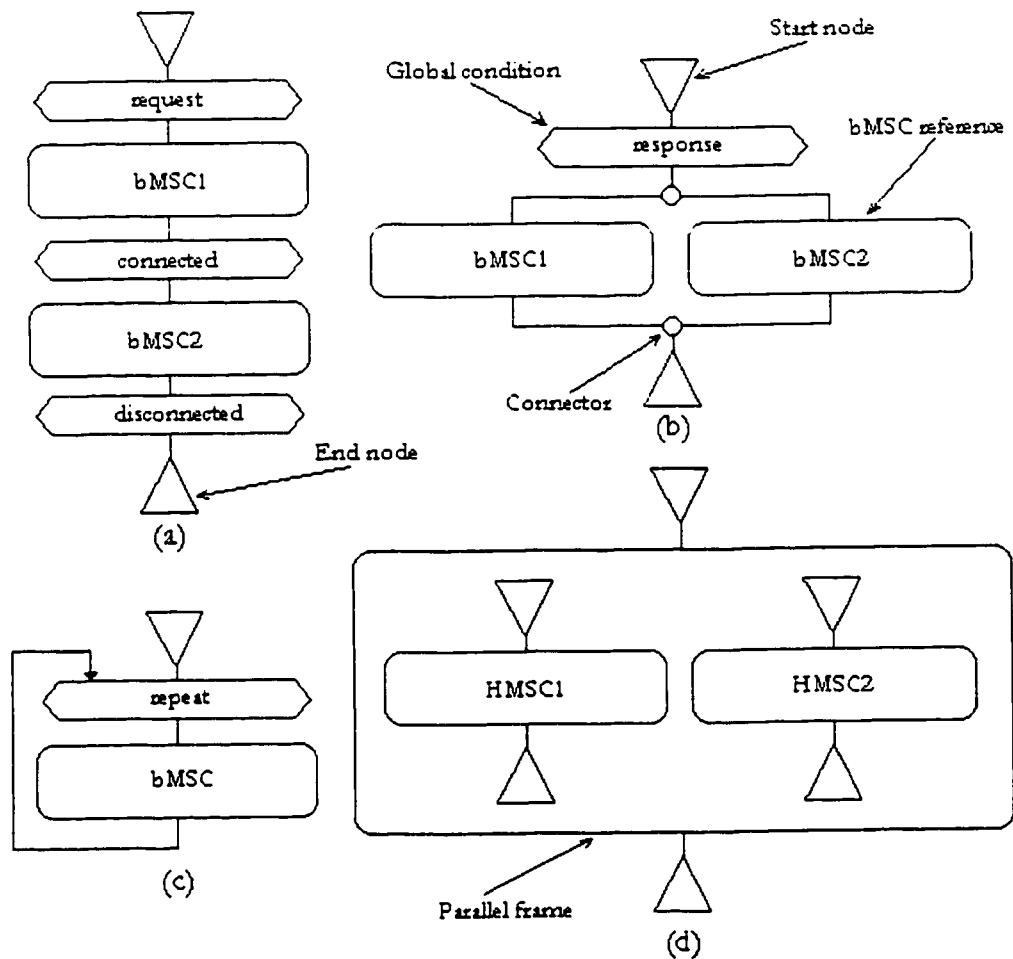 request
bMSC1
connected
bMSC2
disconnected
End node
(a)
Start node
Global condition
response
bMSC reference
bMSC1
bMSC2
Connector
(b)
repeat
bMSC
(c)
HMSC1
HMSC2
Parallel frame
(d)